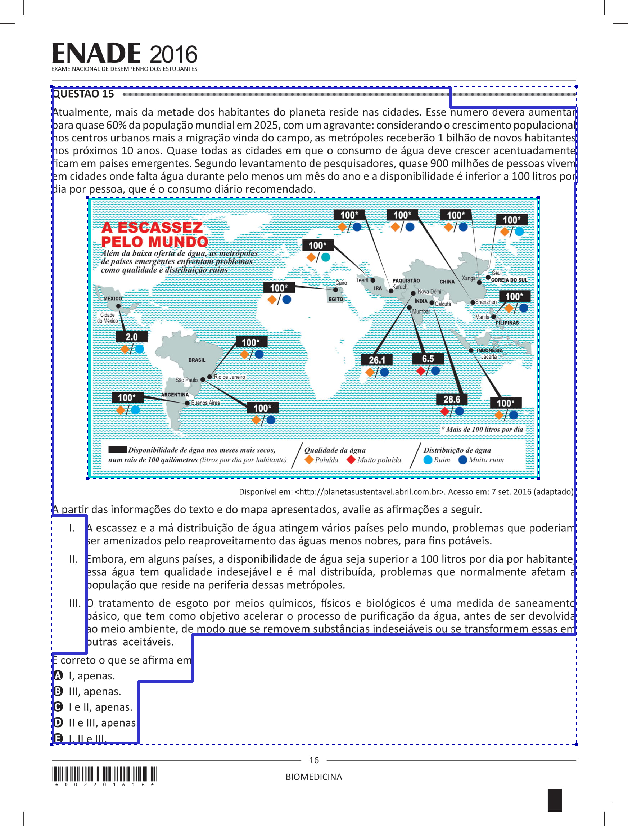 ENADE 2016
EXAME NACIONAL DE DESEMPENHO DOS ESTUDANTES
QUESTÃO 15
Atualmente, mais da metade dos habitantes do planeta reside nas cidades. Esse número deverá aumentar
para quase 60% da população mundial em 2025, com um agravante: considerando o crescimento populacional
nos centros urbanos mais a migração vinda do campo, as metrópoles receberão 1 bilhão de novos habitantes
nos próximos 10 anos. Quase todas as cidades em que o consumo de água deve crescer acentuadamente
ficam em países emergentes. Segundo levantamento de pesquisadores, quase 900 milhões de pessoas vivem
em cidades onde falta água durante pelo menos um mês do ano e a disponibilidade é inferior a 100 litros por
dia por pessoa, que é o consumo diário recomendado.
A ESCASSEZ
PELO MUNDO
Além da baixa oferta de água, as metrópoles
de países emergentes enfrentam problemas
como qualidade e distribuição ruins.
100*
100*
100*
100*
100*
100*
100*
MÉXICO
Cidade
do México
2.0
BRASIL
São Paulo
Rio de Janeiro
100*
ARGENTINA
Buenos Aires
100*
100*
Cairo
EGITO
Teerã
IRÃ
PAQUISTÃO
Karachi
Nova Délhi
ÍNDIA
Calcutá
Mumbai
CHINA
Xangai
Seul
COREIA DO SUL
Shenzhen
Manila
FILIPINAS
INDONÉSIA
Jacarta
26.1
6.5
28.6
100*
* Mais de 100 litros por dia
Disponibilidade de água nos meses mais secos,
num raio de 100 quilômetros (litros por dia por habitante)
Qualidade da água
Poluída
Muito poluída
Distribuição de água
Ruim
Muito ruim
Disponível em: <http://planetasustentavel.abril.com.br>. Acesso em: 7 set. 2016 (adaptado).
A partir das informações do texto e do mapa apresentados, avalie as afirmações a seguir.
I. A escassez e a má distribuição de água atingem vários países pelo mundo, problemas que poderiam
ser amenizados pelo reaproveitamento das águas menos nobres, para fins potáveis.
II. Embora, em alguns países, a disponibilidade de água seja superior a 100 litros por dia por habitante,
essa água tem qualidade indesejável e é mal distribuída, problemas que normalmente afetam a
população que reside na periferia dessas metrópoles.
III. O tratamento de esgoto por meios químicos, físicos e biológicos é uma medida de saneamento
básico, que tem como objetivo acelerar o processo de purificação da água, antes de ser devolvida
ao meio ambiente, de modo que se removem substâncias indesejáveis ou se transformem essas em
outras aceitáveis.
É correto o que se afirma em
A I, apenas.
B III, apenas.
C I e II, apenas.
D II e III, apenas.
E I, II e III.
16
BIOMEDICINA